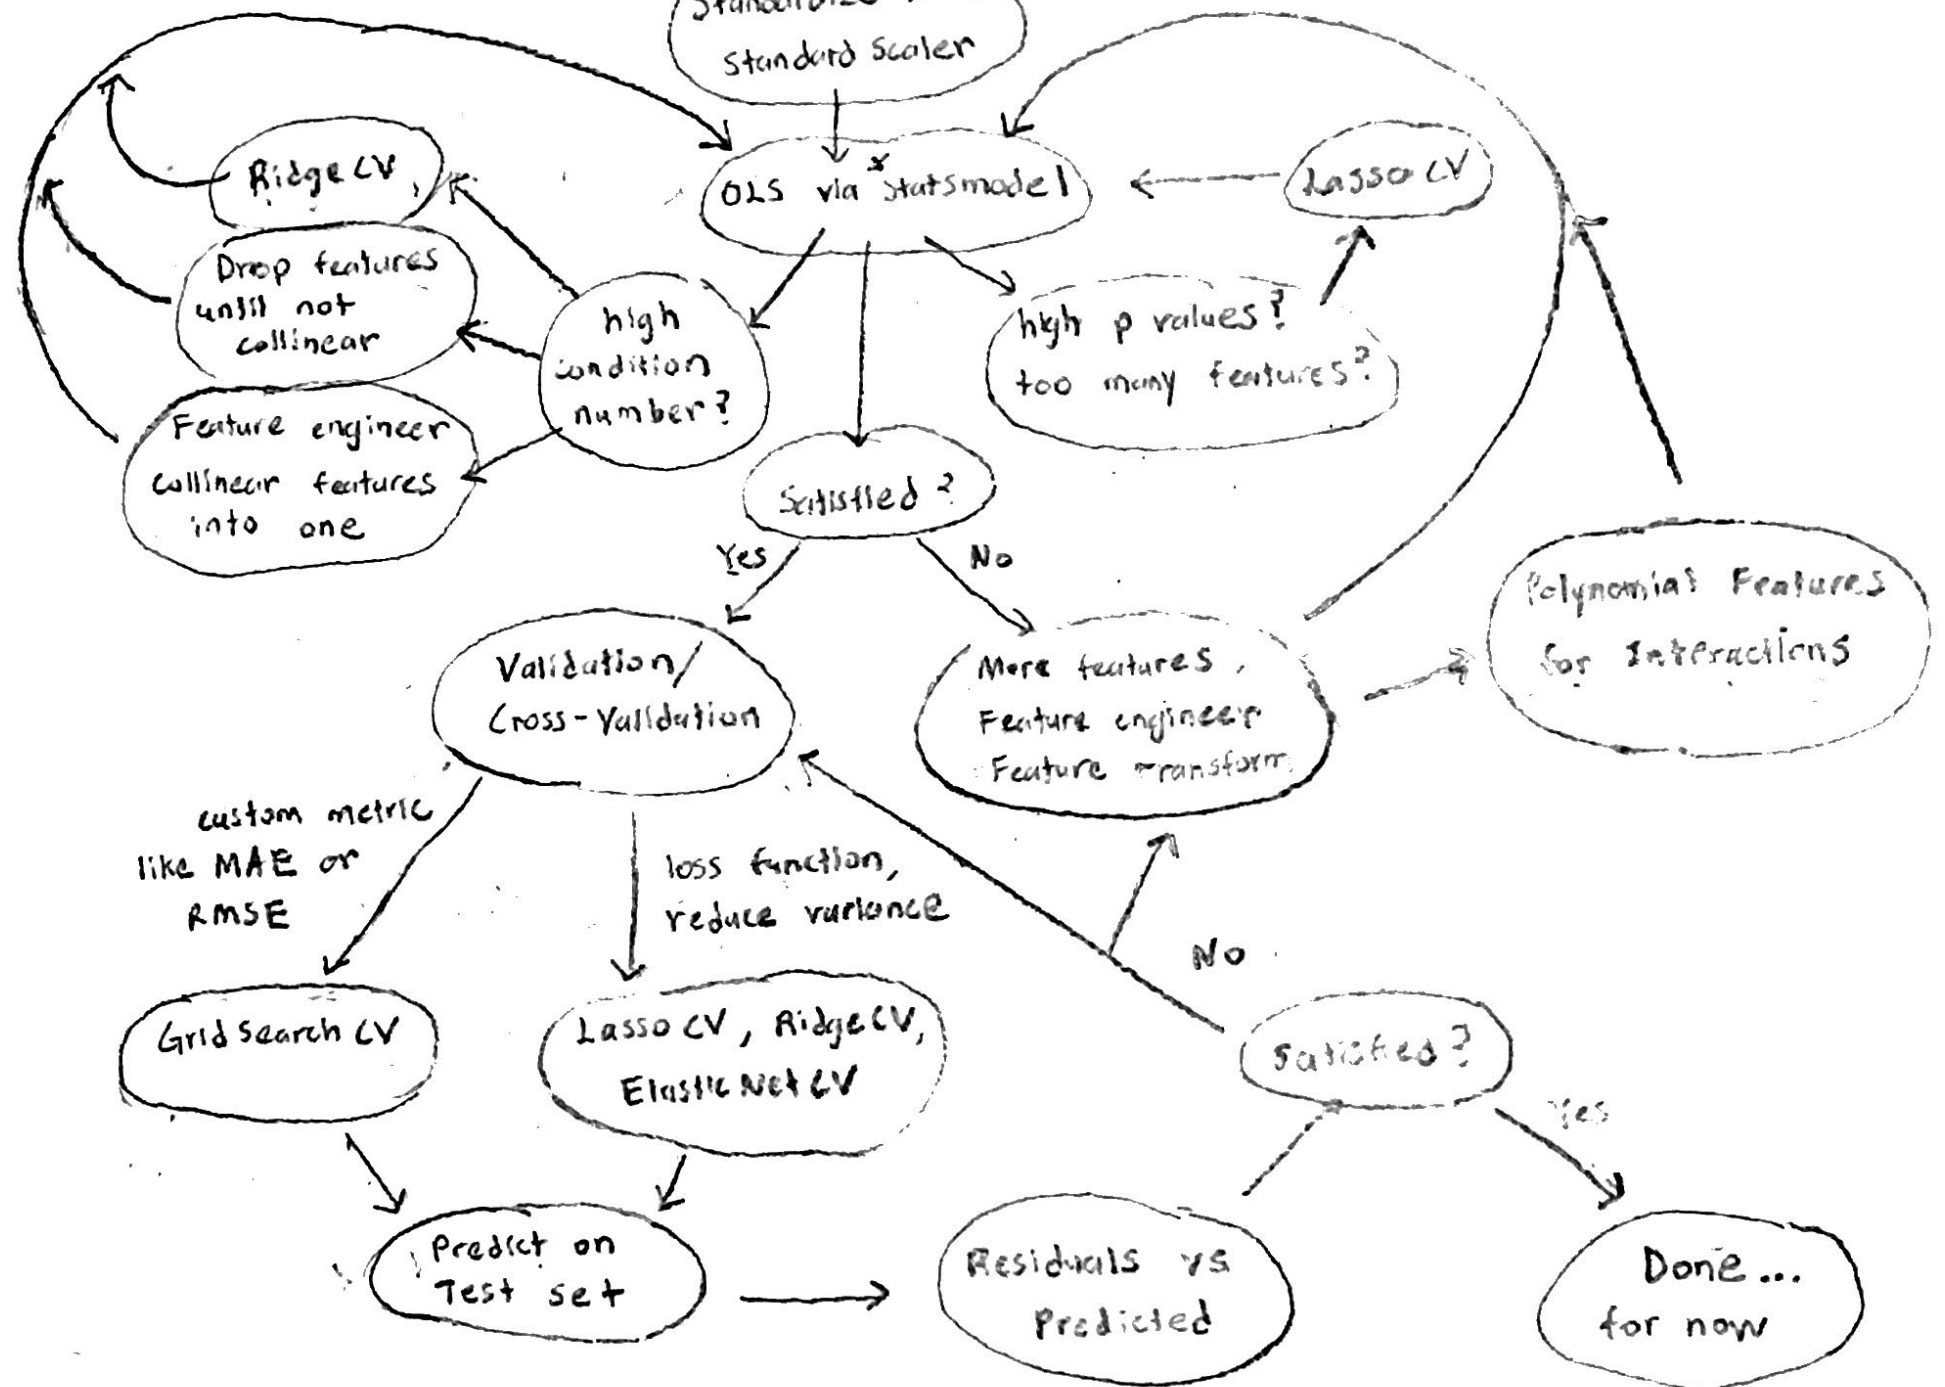 Standard Scaler
OLS via Statsmodel
Ridge CV
Lasso CV
Drop features
until not
collinear
high
condition
number?
high p values?
too many features?
Feature engineer
collinear features
into one
Satisfied?
Yes
No
Polynomial Features
for Interactions
Validation/
Cross-Validation
More features,
Feature engineer
Feature transform
custom metric
like MAE or
RMSE
loss function,
reduce variance
No
Grid Search CV
Lasso CV, Ridge CV,
Elastic Net CV
Satisfied?
Yes
Predict on
Test set
Residuals vs
Predicted
Done...
for now